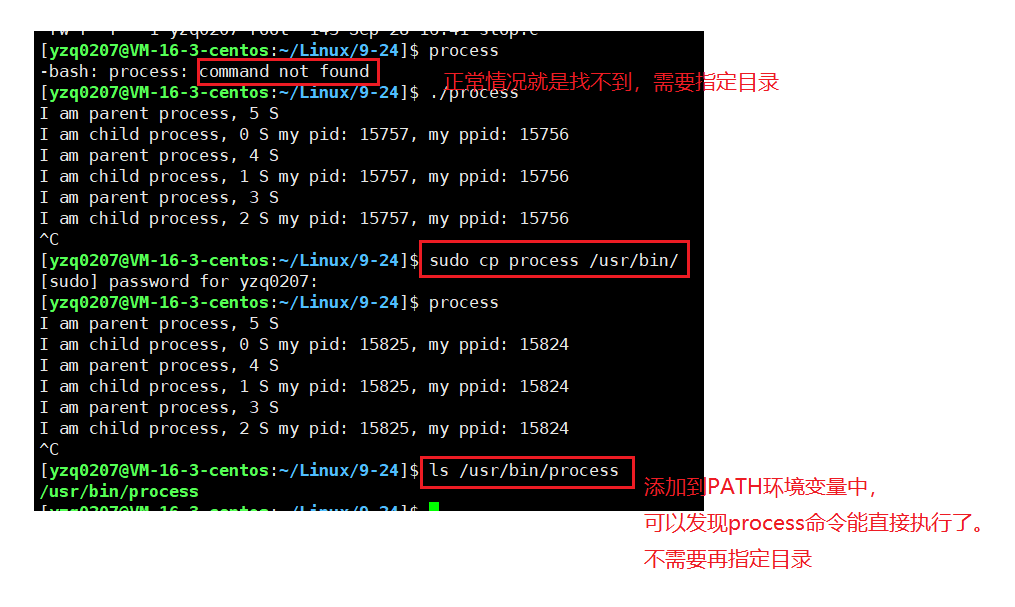 [yzq0207@VM-16-3-centos:~/Linux/9-24]$ process
-bash: process: command not found
正常情况就是找不到，需要指定目录
[yzq0207@VM-16-3-centos:~/Linux/9-24]$ ./process
I am parent process, 5 S
I am child process, 0 S my pid: 15757, my ppid: 15756
I am parent process, 4 S
I am child process, 1 S my pid: 15757, my ppid: 15756
I am parent process, 3 S
I am child process, 2 S my pid: 15757, my ppid: 15756
^C
[yzq0207@VM-16-3-centos:~/Linux/9-24]$ sudo cp process /usr/bin/
[sudo] password for yzq0207:
[yzq0207@VM-16-3-centos:~/Linux/9-24]$ process
I am parent process, 5 S
I am child process, 0 S my pid: 15825, my ppid: 15824
I am parent process, 4 S
I am child process, 1 S my pid: 15825, my ppid: 15824
I am parent process, 3 S
I am child process, 2 S my pid: 15825, my ppid: 15824
^C
[yzq0207@VM-16-3-centos:~/Linux/9-24]$ ls /usr/bin/process
/usr/bin/process
[yzq0207@VM-16-3-centos:~/Linux/9-24]$
添加到PATH环境变量中，
可以发现process命令能直接执行了。
不需要再指定目录